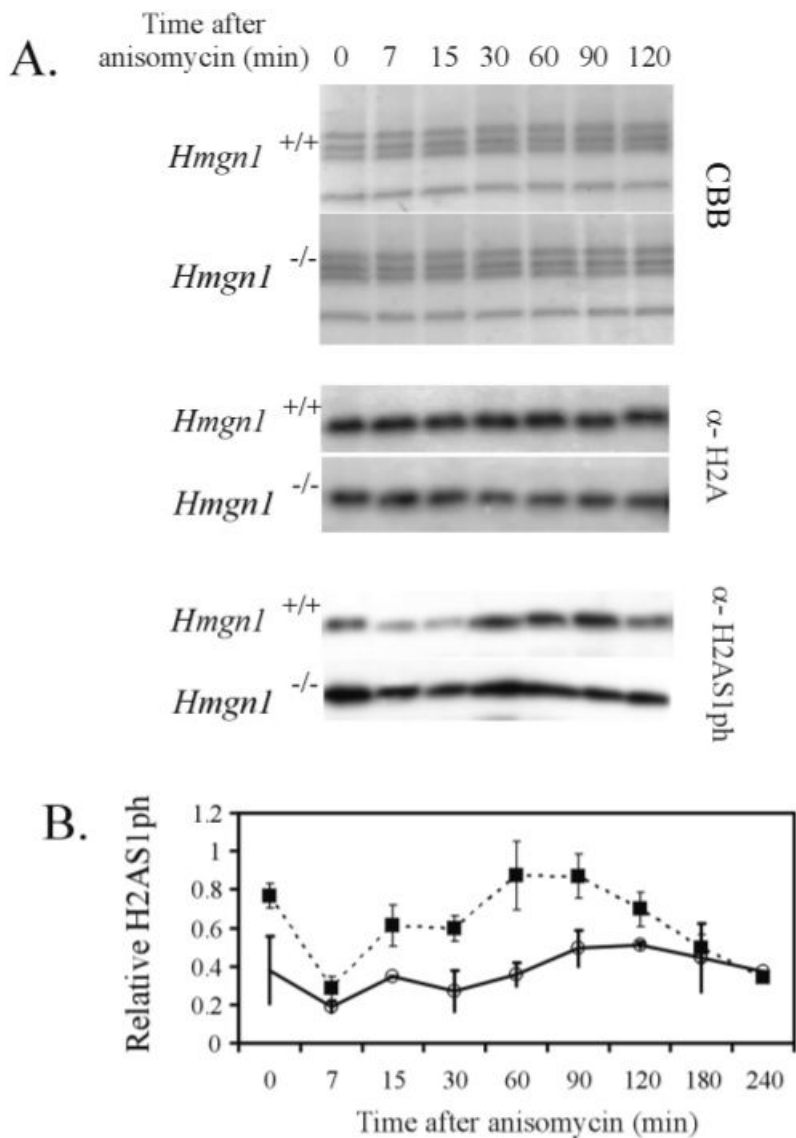 A.
Time after
anisomycin (min) 0 7 15 30 60 90 120
Hmgn1 +/+
Hmgn1 -/-
CBB
Hmgn1 +/+
Hmgn1 -/-
α- H2A
Hmgn1 +/+
Hmgn1 -/-
α- H2AS1ph
B.
Relative H2AS1ph
1.2
1
0.8
0.6
0.4
0.2
0
0 7 15 30 60 90 120 180 240
Time after anisomycin (min)